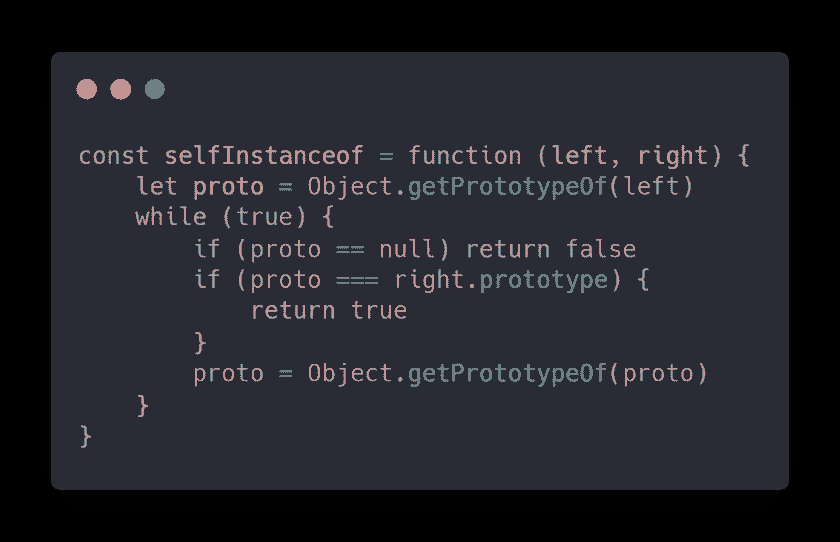 const selfInstanceof = function (left, right) {
    let proto = Object.getPrototypeOf(left)
    while (true) {
        if (proto == null) return false
        if (proto === right.prototype) {
            return true
        }
        proto = Object.getPrototypeOf(proto)
    }
}